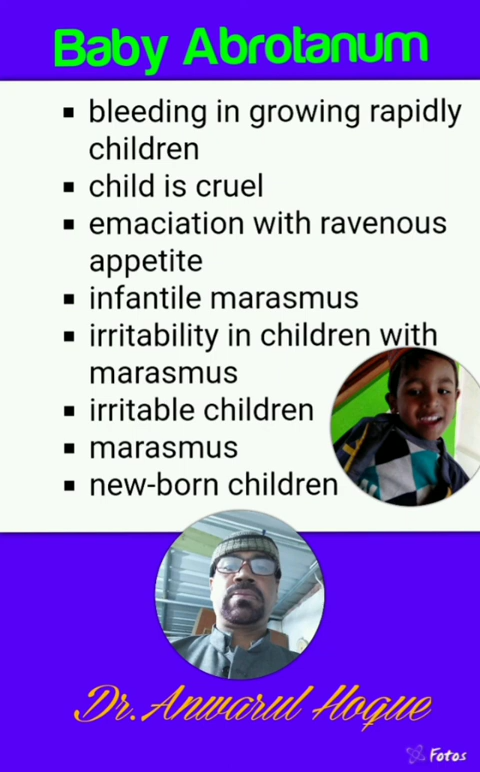 Baby Abrotanum
▪ bleeding in growing rapidly
children
▪ child is cruel
▪ emaciation with ravenous
appetite
▪ infantile marasmus
▪ irritability in children with
marasmus
▪ irritable children
▪ marasmus
▪ new-born children
Dr. Anwarul Hoque
Fotos